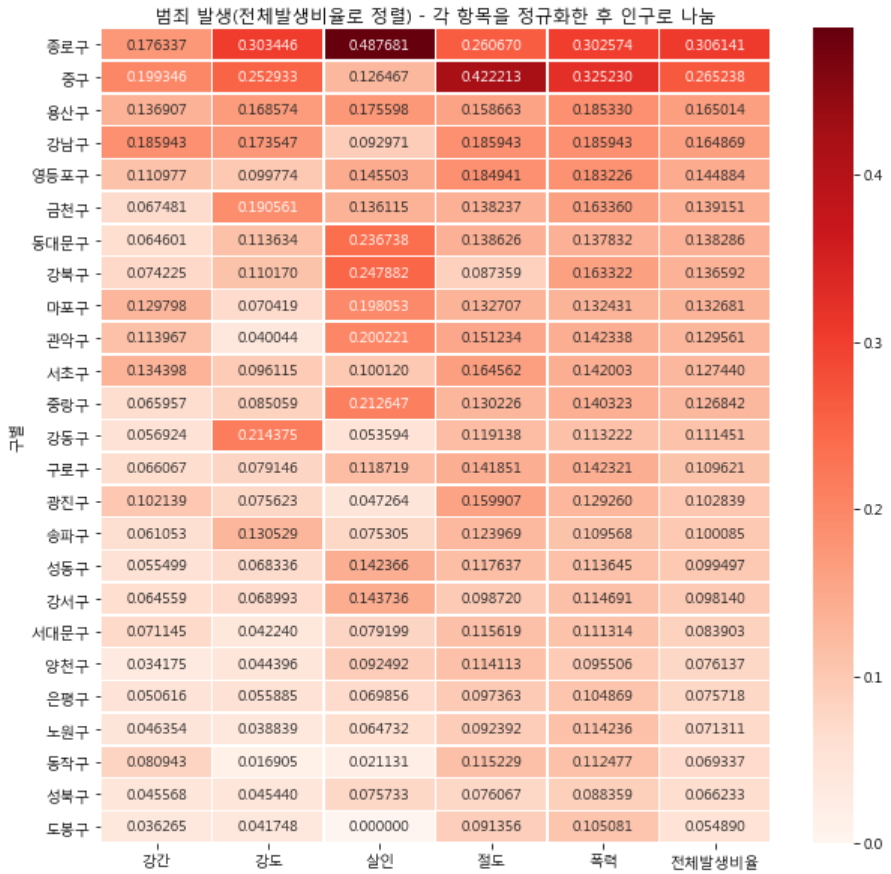 범죄 발생(전체발생비율로 정렬) - 각 항목을 정규화한 후 인구로 나눔
종로구 0.176337 0.303446 0.487681 0.260670 0.302574 0.306141
중구 0.199346 0.252933 0.126467 0.422213 0.325230 0.265238
용산구 0.136907 0.168574 0.175598 0.158663 0.185330 0.165014
강남구 0.185943 0.173547 0.092971 0.185943 0.185943 0.164869
영등포구 0.110977 0.099774 0.145503 0.184941 0.183226 0.144884
금천구 0.067481 0.190561 0.136115 0.138237 0.163360 0.139151
동대문구 0.064601 0.113634 0.236738 0.138626 0.137832 0.138286
강북구 0.074225 0.110170 0.247882 0.087359 0.163322 0.136592
마포구 0.129798 0.070419 0.198053 0.132707 0.132431 0.132681
관악구 0.113967 0.040044 0.200221 0.151234 0.142338 0.129561
서초구 0.134398 0.096115 0.100120 0.164562 0.142003 0.127440
중랑구 0.065957 0.085059 0.212647 0.130226 0.140323 0.126842
강동구 0.056924 0.214375 0.053594 0.119138 0.113222 0.111451
구로구 0.066067 0.079146 0.118719 0.141851 0.142321 0.109621
광진구 0.102139 0.075623 0.047264 0.159907 0.129260 0.102839
송파구 0.061053 0.130529 0.075305 0.123969 0.109568 0.100085
성동구 0.055499 0.068336 0.142366 0.117637 0.113645 0.099497
강서구 0.064559 0.068993 0.143736 0.098720 0.114691 0.098140
서대문구 0.071145 0.042240 0.079199 0.115619 0.111314 0.083903
양천구 0.034175 0.044396 0.092492 0.114113 0.095506 0.076137
은평구 0.050616 0.055885 0.069856 0.097363 0.104869 0.075718
노원구 0.046354 0.038839 0.064732 0.092392 0.114236 0.071311
동작구 0.080943 0.016905 0.021131 0.115229 0.112477 0.069337
성북구 0.045568 0.045440 0.075733 0.076067 0.088359 0.066233
도봉구 0.036265 0.041748 0.000000 0.091356 0.105081 0.054890
강간 강도 살인 절도 폭력 전체발생비율
구별
0.4
0.3
0.2
0.1
0.0